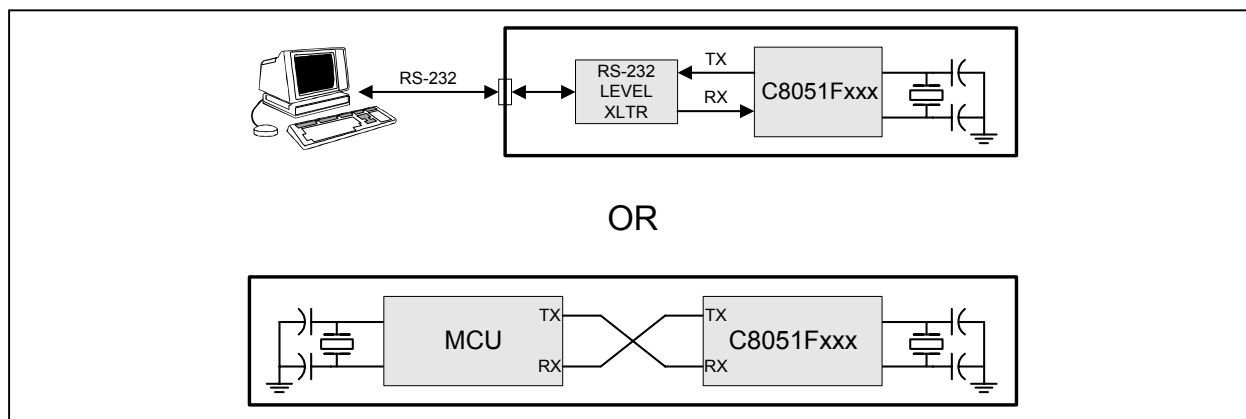 RS-232
RS-232
LEVEL
XLTR
TX
RX
C8051Fxxx
OR
MCU
TX
RX
TX
RX
C8051Fxxx